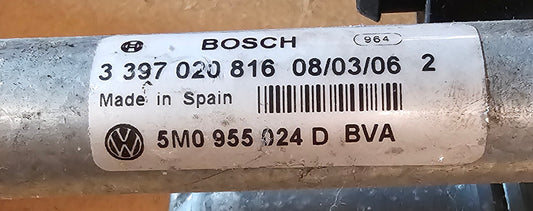 BOSCH 964
3 397 020 816 08/03/06 2
Made in Spain
5M0 955 024 D BVA